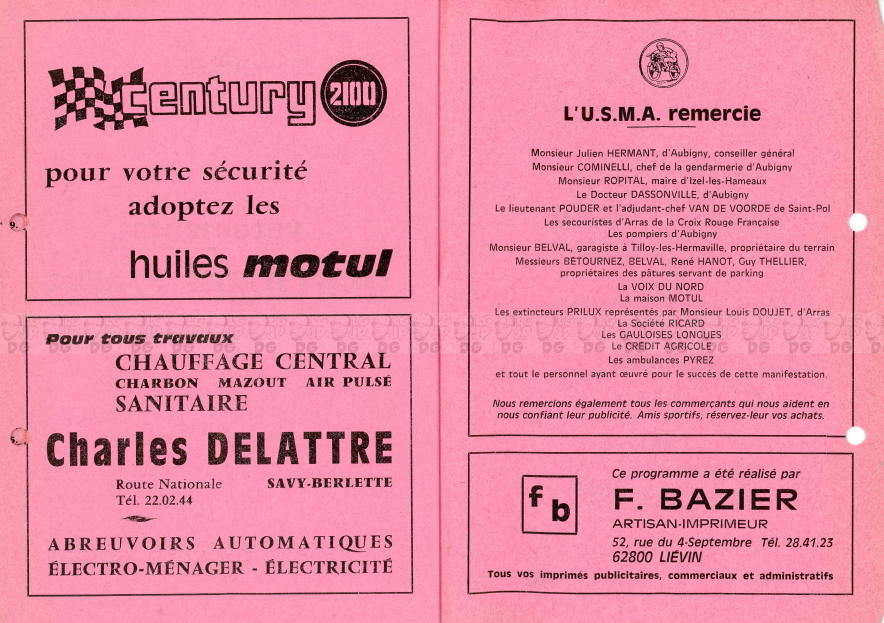 century 2100
pour votre sécurité
adoptez les
huiles motul
Pour tous travaux
CHAUFFAGE CENTRAL
CHARBON MAZOUT AIR PULSÉ
SANITAIRE
Charles DELATTRE
Route Nationale SAVY-BERLETTE
Tél. 22.02.44
ABREUVOIRS AUTOMATIQUES
ÉLECTRO-MÉNAGER - ÉLECTRICITÉ
L'U.S.M.A. remercie
Monsieur Julien HERMANT, d'Aubigny, conseiller général
Monsieur COMINELLI, chef de la gendarmerie d'Aubigny
Monsieur ROPITAL, maire d'Izel-les-Hameaux
Le Docteur DASSONVILLE, d'Aubigny
Le lieutenant POUDER et l'adjudant-chef VAN DE VOORDE de Saint-Pol
Les secouristes d'Arras de la Croix Rouge Française
Les pompiers d'Aubigny
Monsieur BELVAL, garagiste à Tilloy-les-Hermaville, propriétaire du terrain
Messieurs BETOURNEZ, BELVAL, René HANOT, Guy THELLIER,
propriétaires des pâtures servant de parking
La VOIX DU NORD
La maison MOTUL
Les extincteurs PRILUX représentés par Monsieur Louis DOUJET, d'Arras
La Société RICARD
Les GAULOISES LONGUES
Le CREDIT AGRICOLE
Les ambulances PYREZ
et tout le personnel ayant œuvré pour le succès de cette manifestation.
Nous remercions également tous les commerçants qui nous aident en
nous confiant leur publicité. Amis sportifs, réservez-leur vos achats.
fb
Ce programme a été réalisé par
F. BAZIER
ARTISAN-IMPRIMEUR
52, rue du 4-Septembre Tél. 28.41.23
62800 LIÉVIN
Tous vos imprimés publicitaires, commerciaux et administratifs